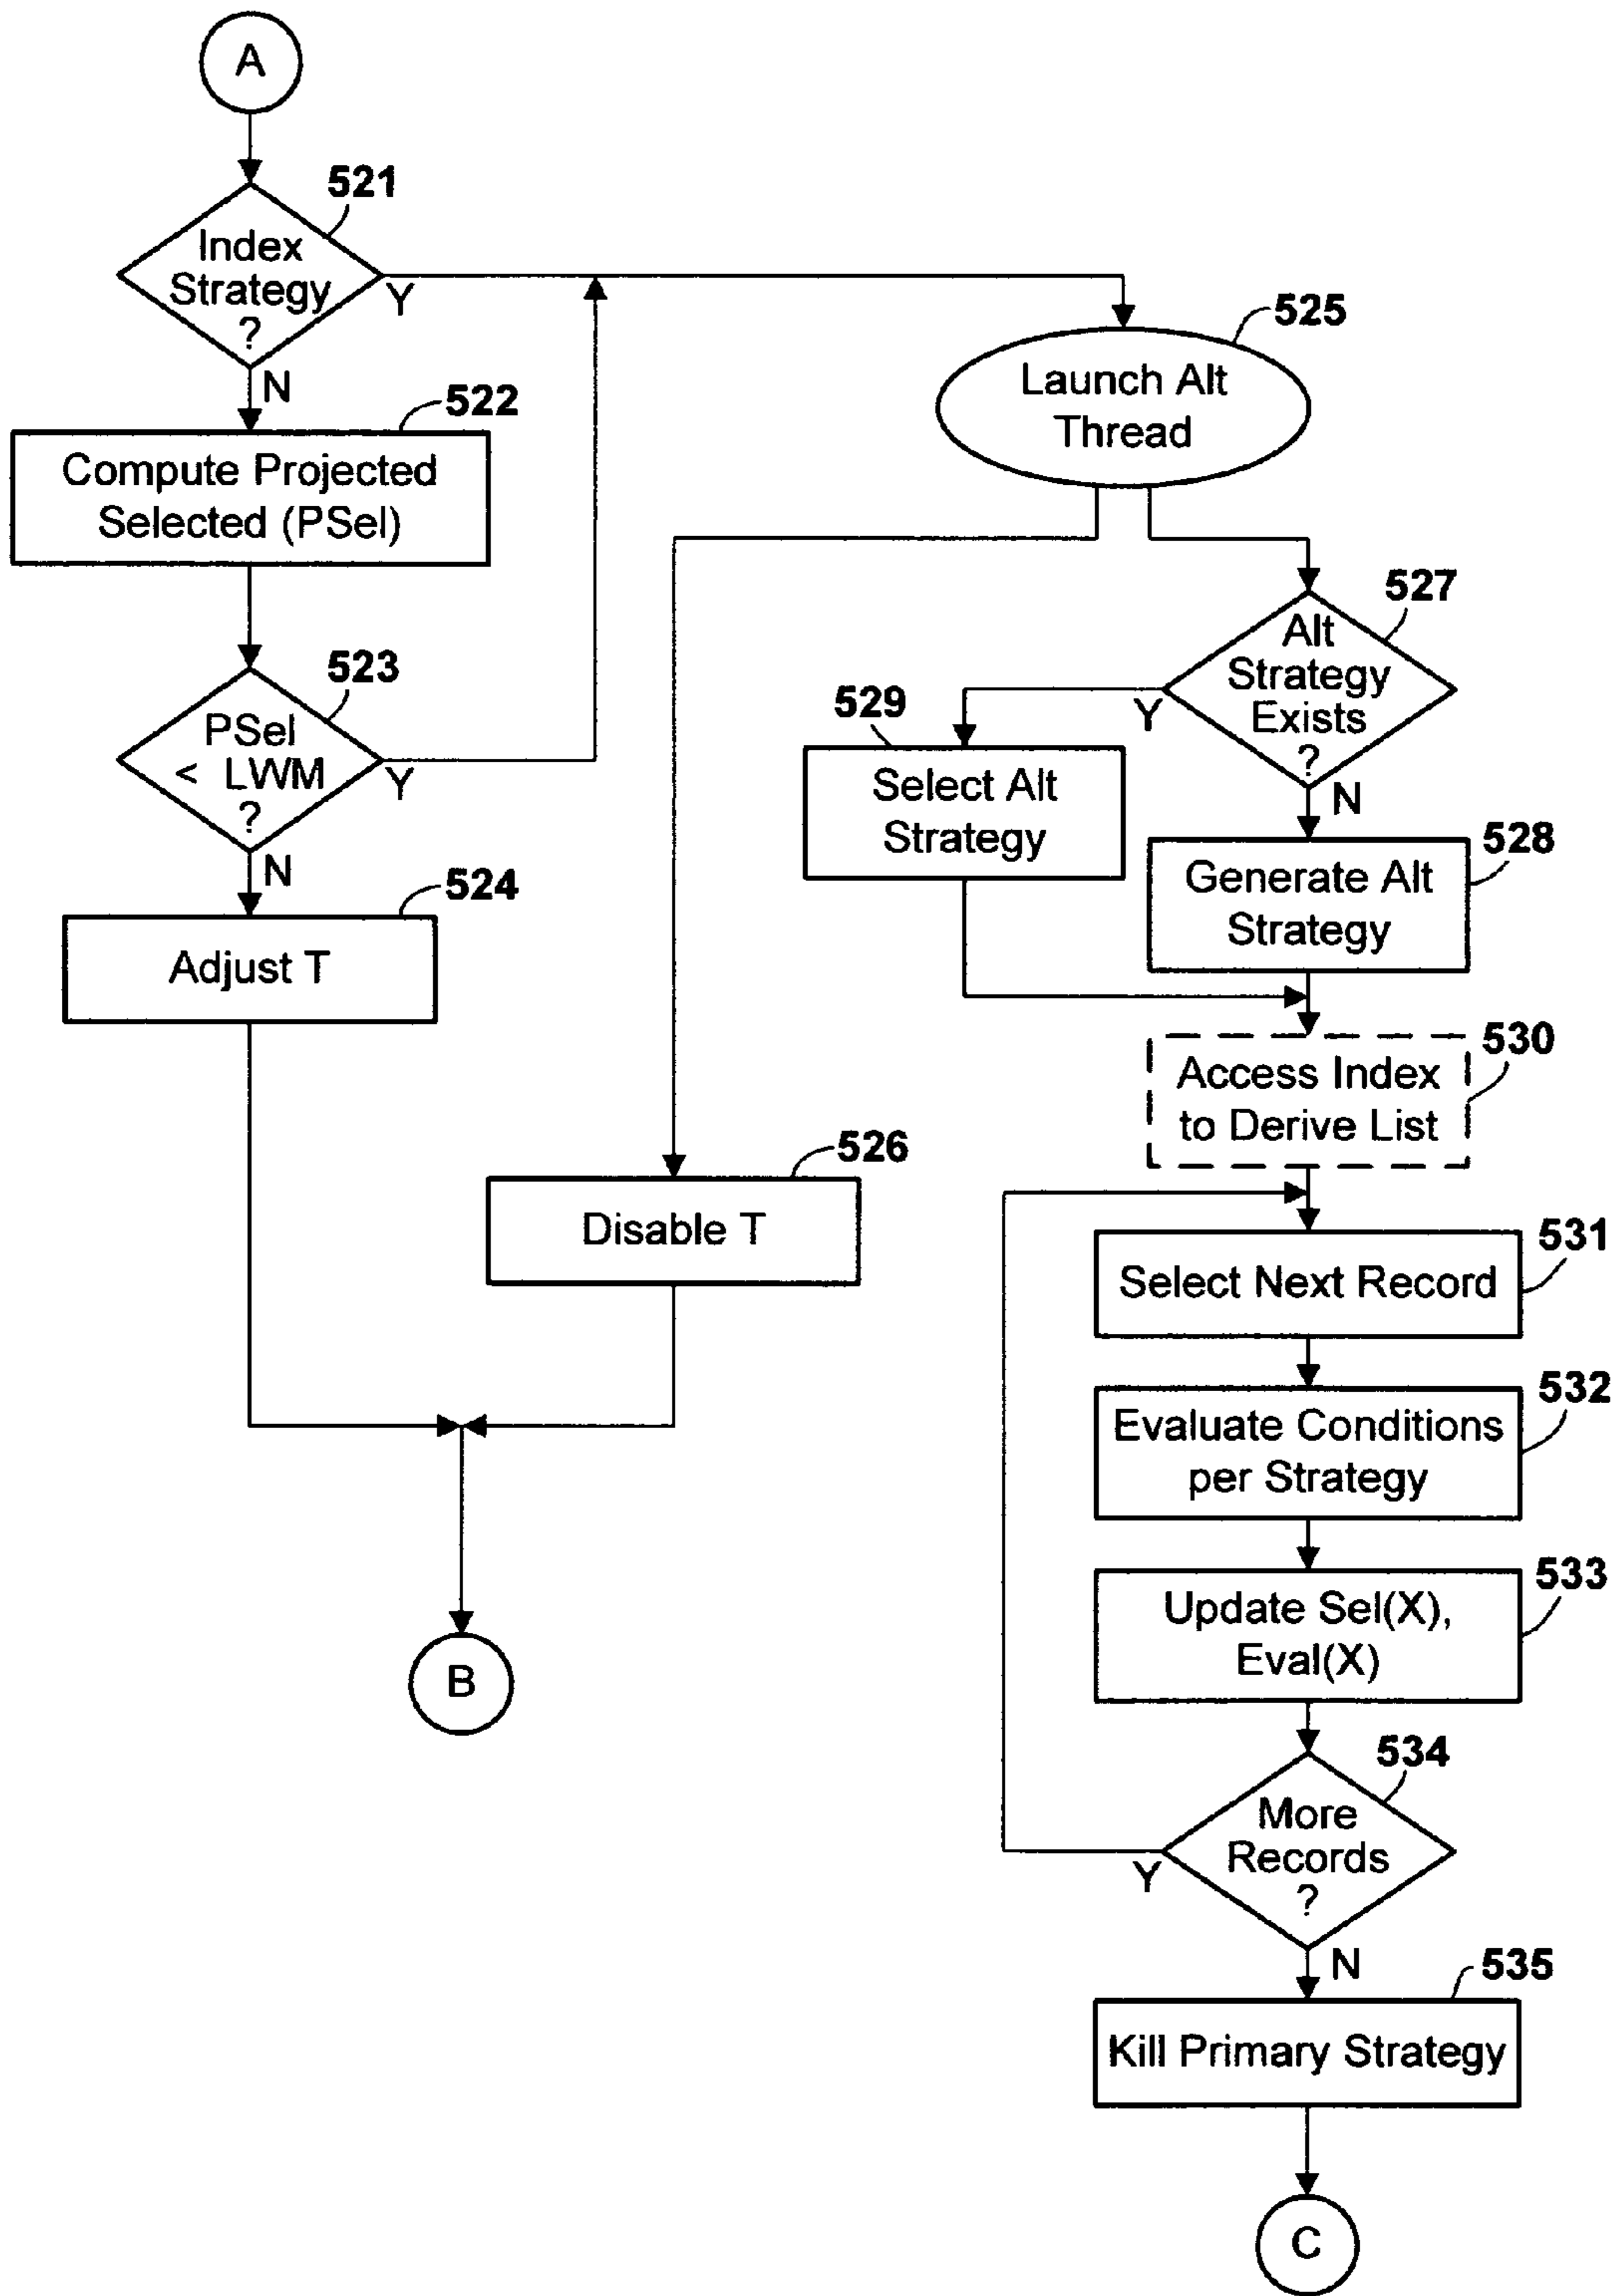 A
521
Index
Strategy
?
Y
N
522
Compute Projected
Selected (PSel)
523
PSel
< LWM
?
Y
N
524
Adjust T
525
Launch Alt
Thread
526
Disable T
B
527
Alt
Strategy
Exists
?
Y
N
529
Select Alt
Strategy
528
Generate Alt
Strategy
530
Access Index
to Derive List
531
Select Next Record
532
Evaluate Conditions
per Strategy
533
Update Sel(X),
Eval(X)
534
More
Records
?
Y
N
535
Kill Primary Strategy
C